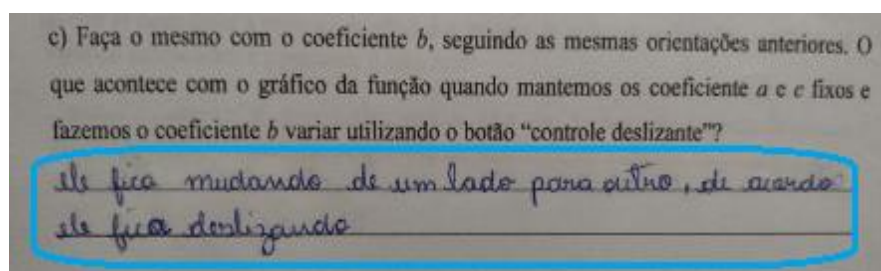 c) Faça o mesmo com o coeficiente b, seguindo as mesmas orientações anteriores. O
que acontece com o gráfico da função quando mantemos os coeficiente a e c fixos e
fazemos o coeficiente b variar utilizando o botão “controle deslizante”?
ele fica mudando de um lado para outro, de acordo
ele fica deslizando